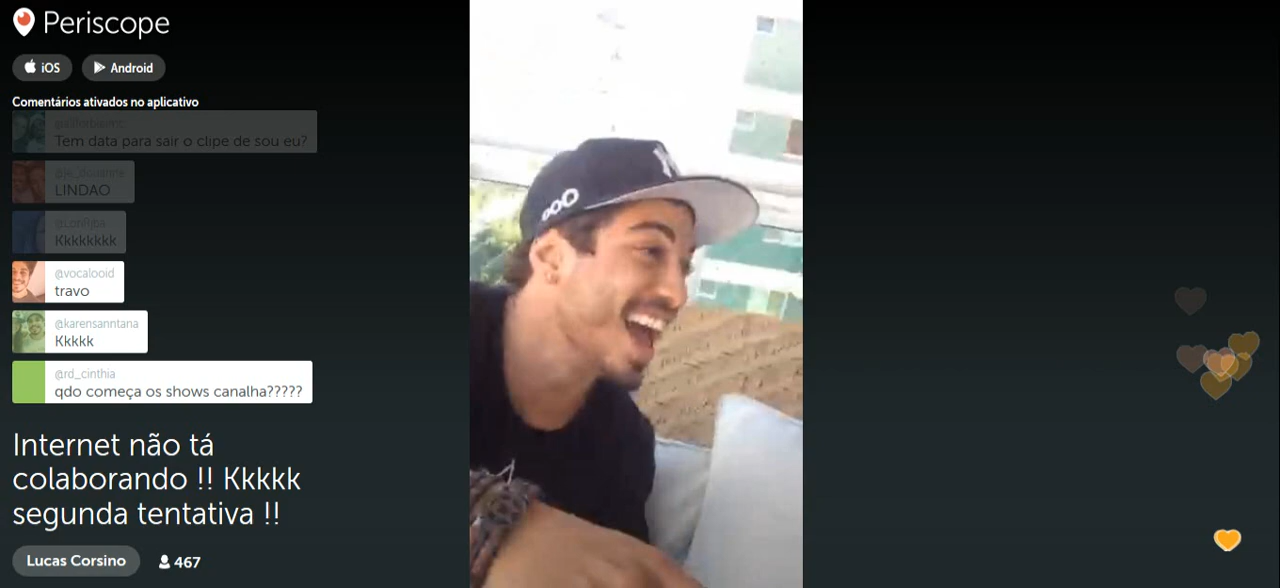 Periscope
iOS
Android
Comentários ativados no aplicativo
Tem data para sair o clipe de sou eu?
LINDAO
Kkkkkkkk
@vocalooid
travo
@karensanntana
Kkkkk
@rd_cinthia
qdo começa os shows canalha?????
Internet não tá
colaborando !! Kkkkk
segunda tentativa !!
Lucas Corsino
467